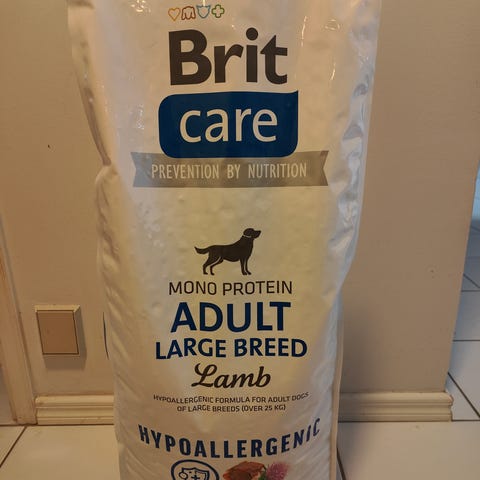 Brit
care
PREVENTION BY NUTRITION
MONO PROTEIN
ADULT
LARGE BREED
Lamb
HYPOALLERGENIC FORMULA FOR ADULT DOGS
OF LARGE BREEDS (OVER 25 KG)
HYPOALLERGENIC